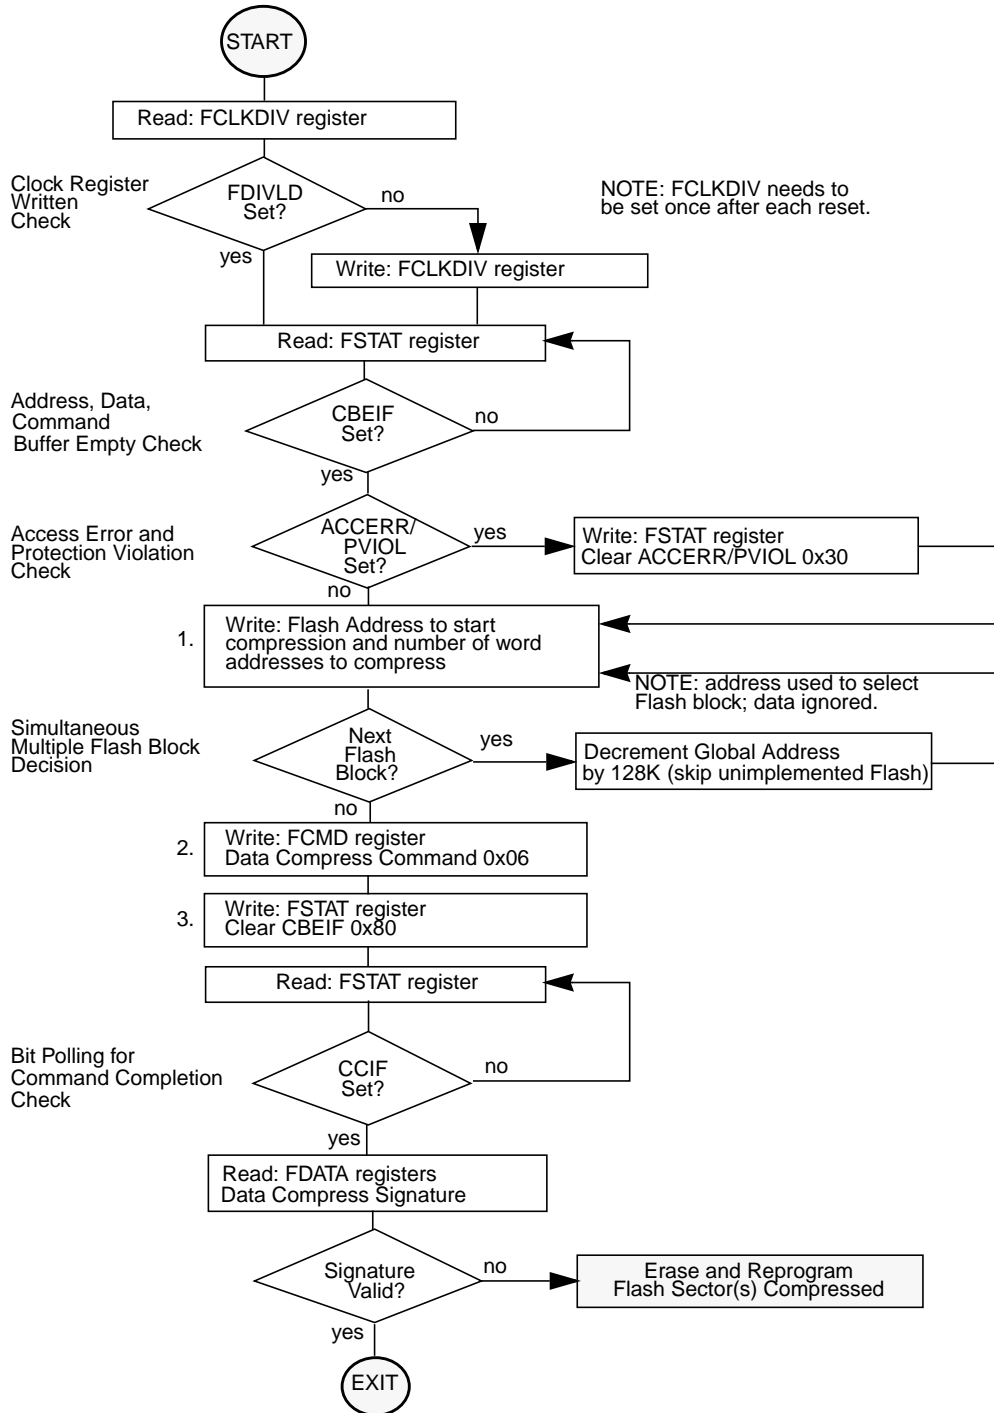 START
Read: FCLKDIV register
Clock Register
Written
Check
FDIVLD
Set?
no
yes
NOTE: FCLKDIV needs to
be set once after each reset.
Write: FCLKDIV register
Read: FSTAT register
Address, Data,
Command
Buffer Empty Check
CBEIF
Set?
no
yes
Access Error and
Protection Violation
Check
ACCERR/
PVIOL
Set?
yes
no
Write: FSTAT register
Clear ACCERR/PVIOL 0x30
1.
Write: Flash Address to start
compression and number of word
addresses to compress
NOTE: address used to select
Flash block; data ignored.
Simultaneous
Multiple Flash Block
Decision
Next
Flash
Block?
yes
no
Decrement Global Address
by 128K (skip unimplemented Flash)
2.
Write: FCMD register
Data Compress Command 0x06
3.
Write: FSTAT register
Clear CBEIF 0x80
Read: FSTAT register
Bit Polling for
Command Completion
Check
CCIF
Set?
no
yes
Read: FDATA registers
Data Compress Signature
Signature
Valid?
no
yes
Erase and Reprogram
Flash Sector(s) Compressed
EXIT